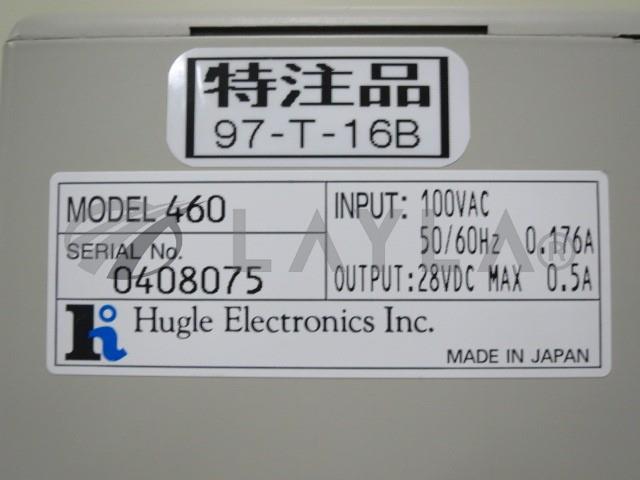 特注品
97-T-16B
MODEL 460
SERIAL No.
0408075
INPUT: 100VAC
50/60Hz 0.176A
OUTPUT:28VDC MAX 0.5A
Hugle Electronics Inc.
MADE IN JAPAN
LAYLA®